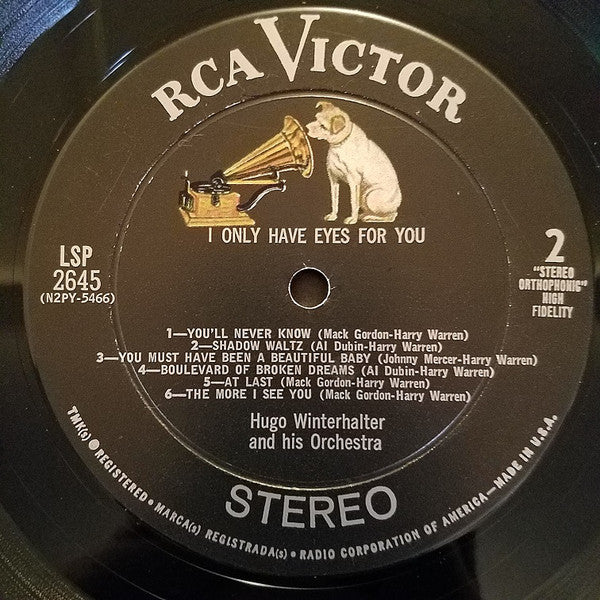 RCA VICTOR
I ONLY HAVE EYES FOR YOU
LSP
2645
(N2PY-5466)
2
"STEREO
ORTHOPHONIC"
HIGH
FIDELITY
1—YOU'LL NEVER KNOW (Mack Gordon-Harry Warren)
2—SHADOW WALTZ (Al Dubin-Harry Warren)
3—YOU MUST HAVE BEEN A BEAUTIFUL BABY (Johnny Mercer-Harry Warren)
4—BOULEVARD OF BROKEN DREAMS (Al Dubin-Harry Warren)
5—AT LAST (Mack Gordon-Harry Warren)
6—THE MORE I SEE YOU (Mack Gordon-Harry Warren)
Hugo Winterhalter
and his Orchestra
STEREO
TMK(s) ® REGISTERED • MARCA(s) REGISTRADA(s) • RADIO CORPORATION OF AMERICA—MADE IN U.S.A.